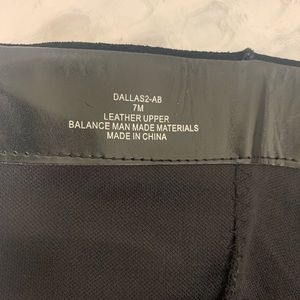 DALLAS2-AB
7M
LEATHER UPPER
BALANCE MAN MADE MATERIALS
MADE IN CHINA